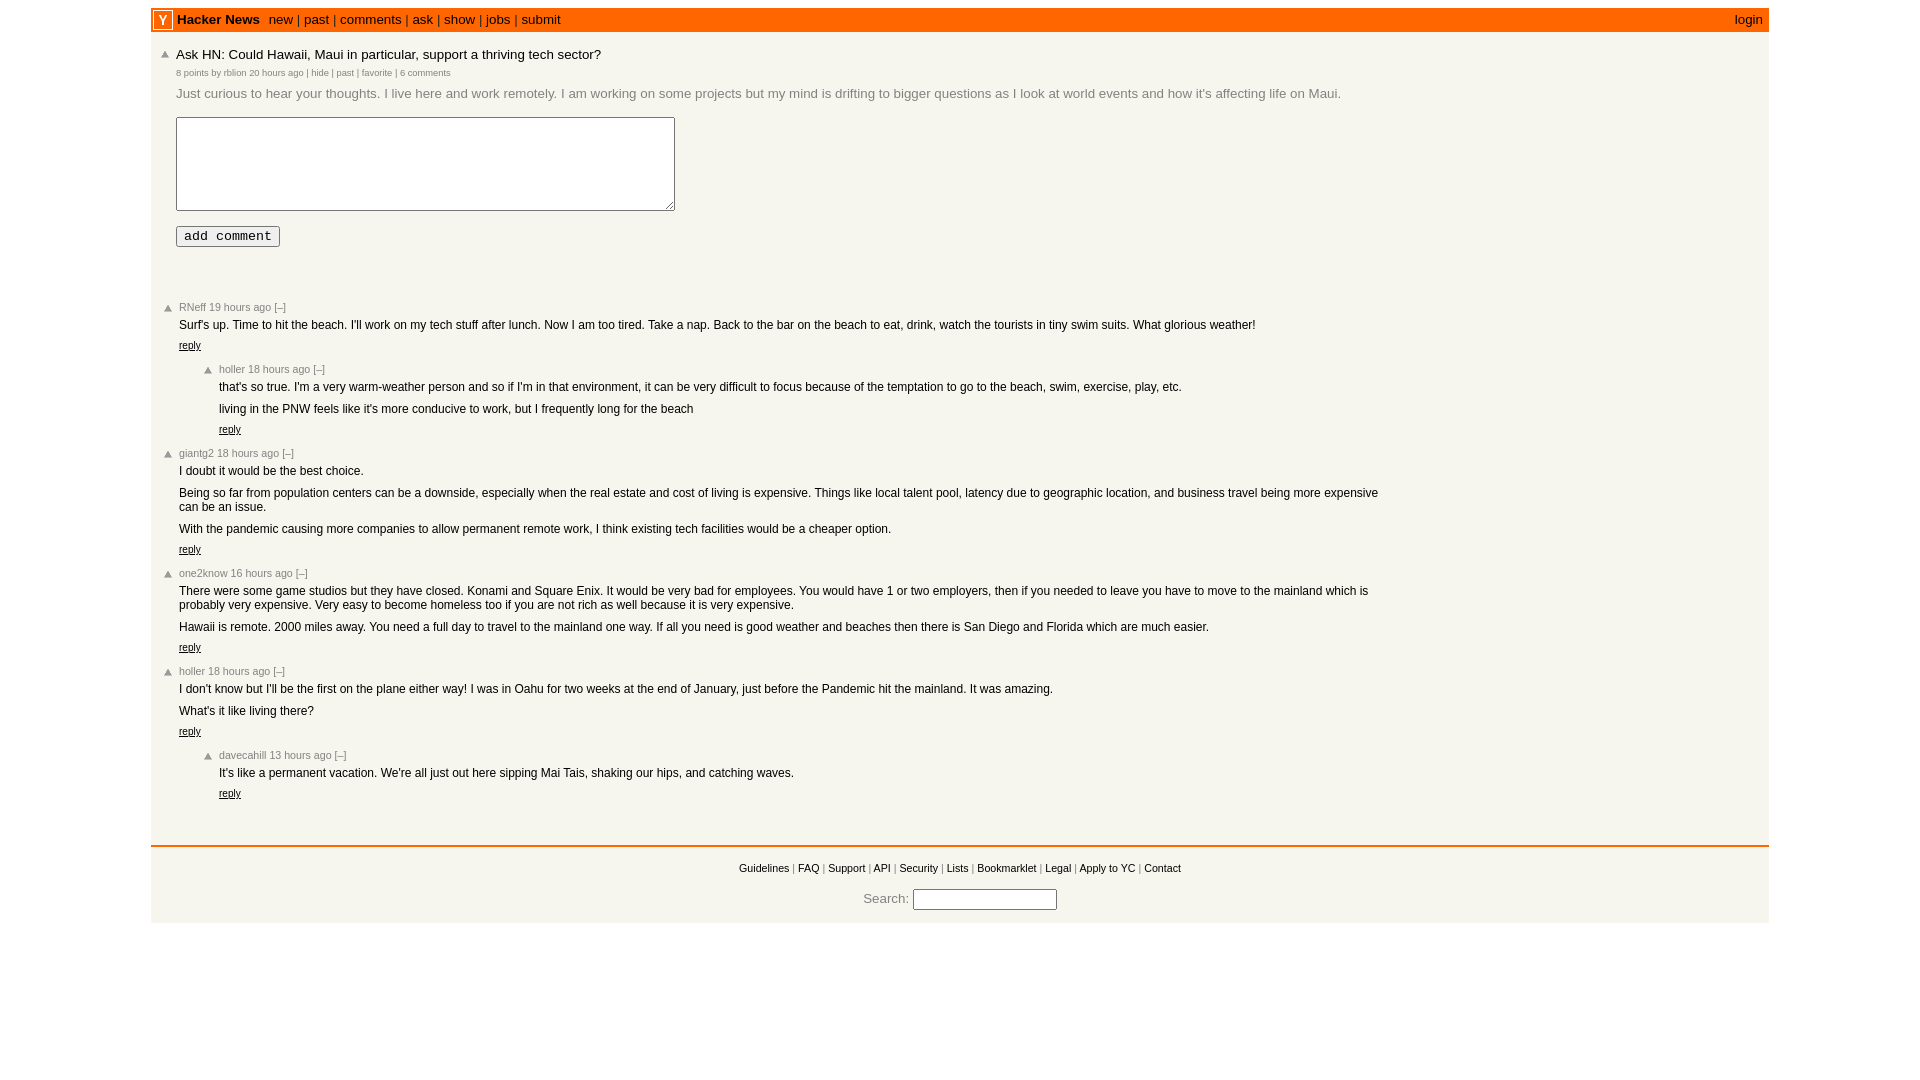 Y Hacker News new | past | comments | ask | show | jobs | submit login
Ask HN: Could Hawaii, Maui in particular, support a thriving tech sector?
8 points by rblion 20 hours ago | hide | past | favorite | 6 comments
Just curious to hear your thoughts. I live here and work remotely. I am working on some projects but my mind is drifting to bigger questions as I look at world events and how it's affecting life on Maui.
add comment
RNeff 19 hours ago [–]
Surf's up. Time to hit the beach. I'll work on my tech stuff after lunch. Now I am too tired. Take a nap. Back to the bar on the beach to eat, drink, watch the tourists in tiny swim suits. What glorious weather!
reply
holler 18 hours ago [–]
that's so true. I'm a very warm-weather person and so if I'm in that environment, it can be very difficult to focus because of the temptation to go to the beach, swim, exercise, play, etc.
living in the PNW feels like it's more conducive to work, but I frequently long for the beach
reply
giantg2 18 hours ago [–]
I doubt it would be the best choice.
Being so far from population centers can be a downside, especially when the real estate and cost of living is expensive. Things like local talent pool, latency due to geographic location, and business travel being more expensive
can be an issue.
With the pandemic causing more companies to allow permanent remote work, I think existing tech facilities would be a cheaper option.
reply
one2know 16 hours ago [–]
There were some game studios but they have closed. Konami and Square Enix. It would be very bad for employees. You would have 1 or two employers, then if you needed to leave you have to move to the mainland which is
probably very expensive. Very easy to become homeless too if you are not rich as well because it is very expensive.
Hawaii is remote. 2000 miles away. You need a full day to travel to the mainland one way. If all you need is good weather and beaches then there is San Diego and Florida which are much easier.
reply
holler 18 hours ago [–]
I don't know but I'll be the first on the plane either way! I was in Oahu for two weeks at the end of January, just before the Pandemic hit the mainland. It was amazing.
What's it like living there?
reply
davecahill 13 hours ago [–]
It's like a permanent vacation. We're all just out here sipping Mai Tais, shaking our hips, and catching waves.
reply
Guidelines | FAQ | Support | API | Security | Lists | Bookmarklet | Legal | Apply to YC | Contact
Search: